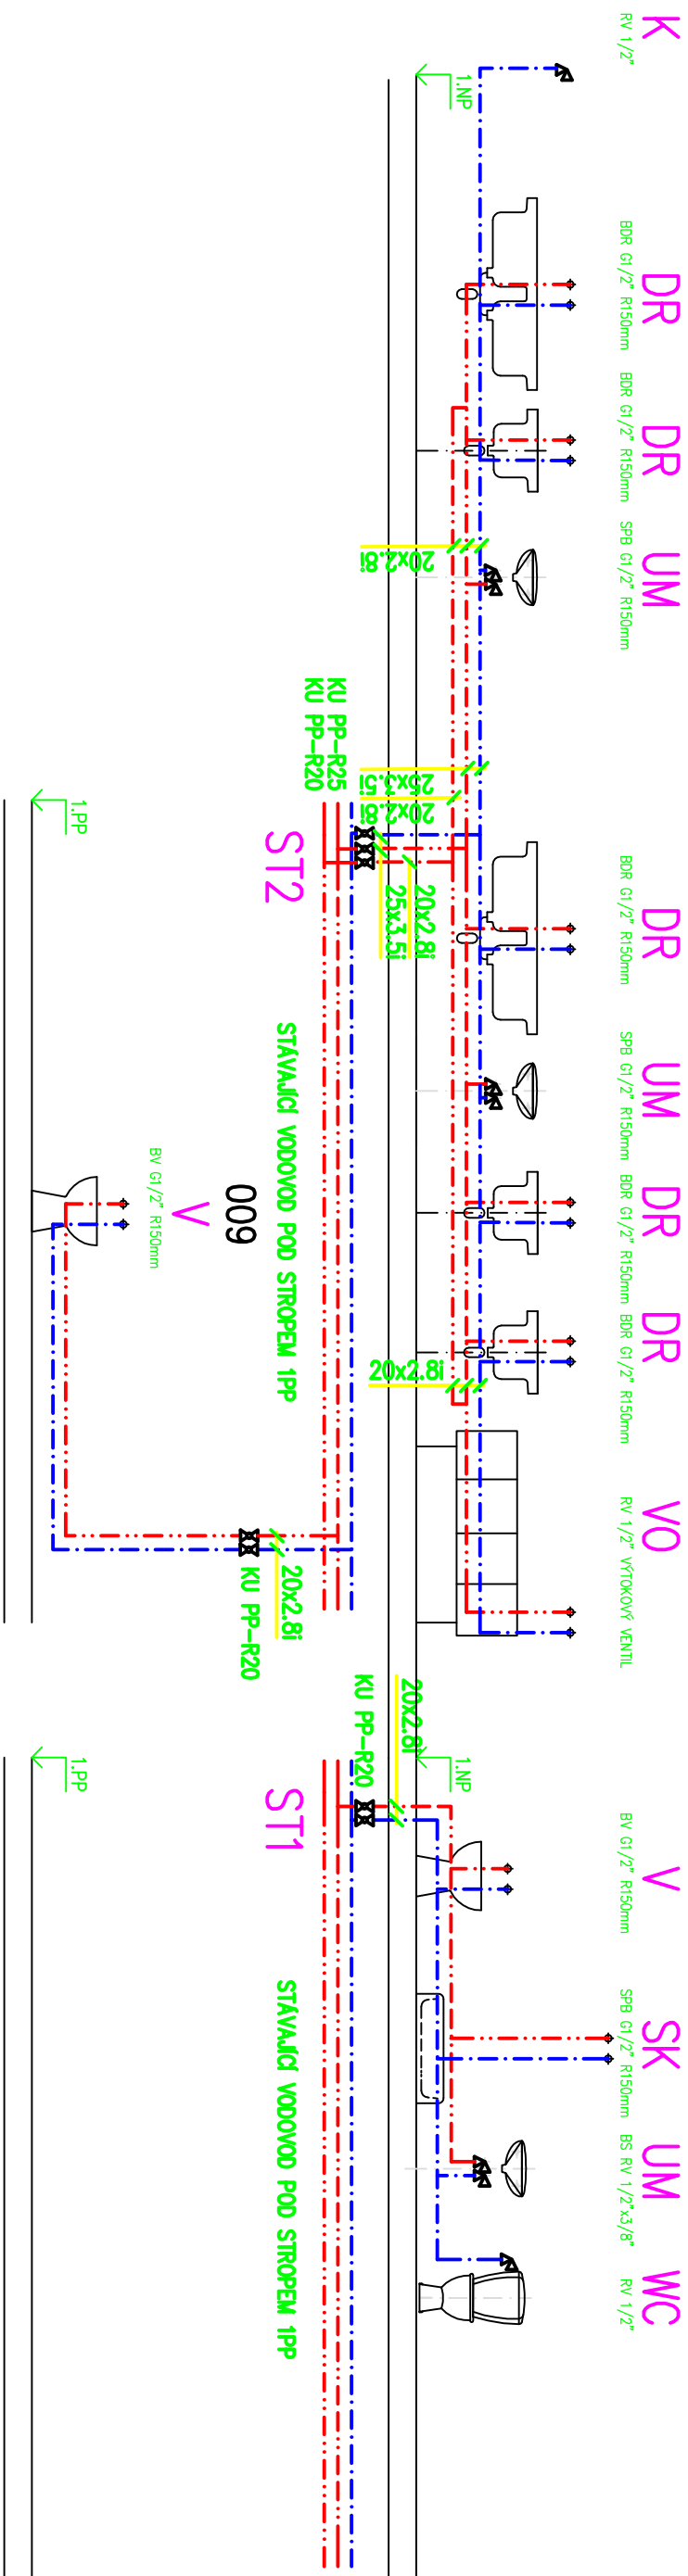 K
RV 1/2"
DR
BDR G1/2" R150mm
DR
BDR G1/2" R150mm
UM
SPB G1/2" R150mm
DR
BDR G1/2" R150mm
UM
SPB G1/2" R150mm
DR
BDR G1/2" R150mm
DR
BDR G1/2" R150mm
VO
RV 1/2" VÝTOKOVÝ VENTIL
V
BV G1/2" R150mm
SK
SPB G1/2" R150mm
UM
BS RV 1/2"x3/8"
WC
RV 1/2"
1.NP
20x2.8i
25x3.5i
20x2.8i
20x2.8i
25x3.5i
20x2.8i
20x2.8i
1.NP
KU PP-R25
KU PP-R20
ST2
STÁVAJÍCÍ VODOVOD POD STROPEM 1PP
20x2.8i
KU PP-R20
KU PP-R20
ST1
STÁVAJÍCÍ VODOVOD POD STROPEM 1PP
009
V
BV G1/2" R150mm
1.PP
1.PP